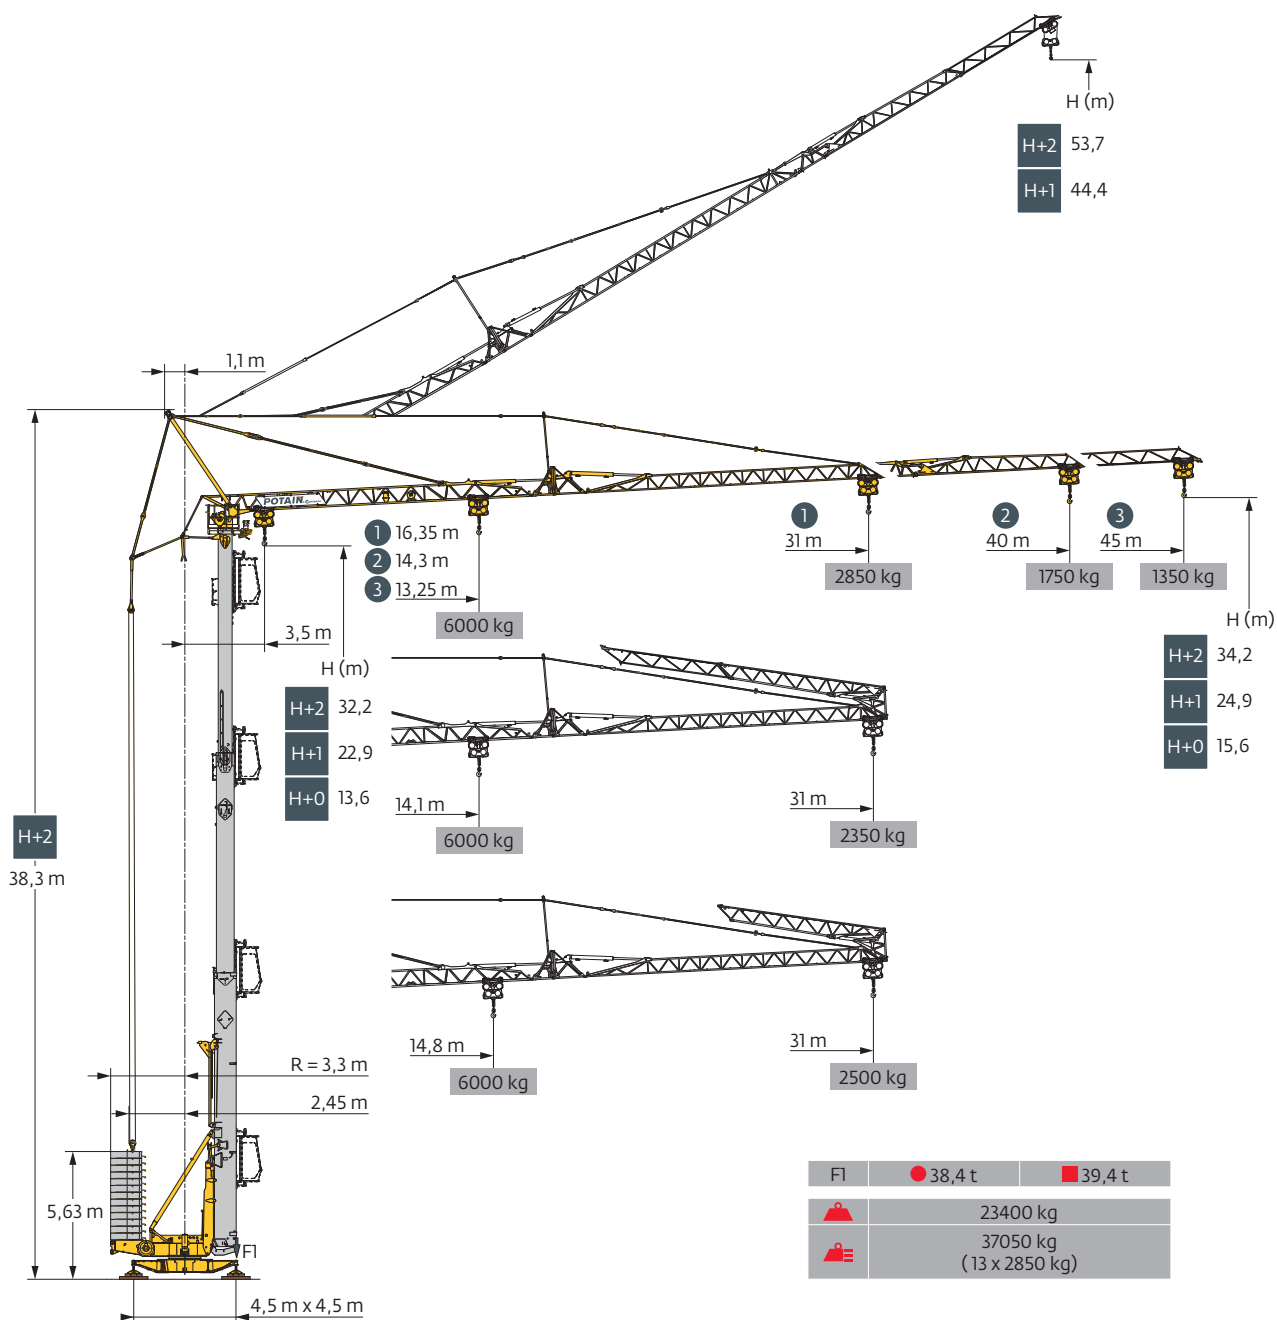 H (m)
H+2 53,7
H+1 44,4
1,1 m
POTAIN
1 16,35 m
2 14,3 m
3 13,25 m
6000 kg
1
31 m
2850 kg
2
40 m
1750 kg
3
45 m
1350 kg
3,5 m
H (m)
H+2 32,2
H+1 22,9
H+0 13,6
H (m)
H+2 34,2
H+1 24,9
H+0 15,6
14,1 m
6000 kg
31 m
2350 kg
H+2
38,3 m
14,8 m
6000 kg
31 m
2500 kg
R = 3,3 m
2,45 m
5,63 m
F1
4,5 m x 4,5 m
F1 38,4 t 39,4 t
23400 kg
37050 kg
( 13 x 2850 kg)